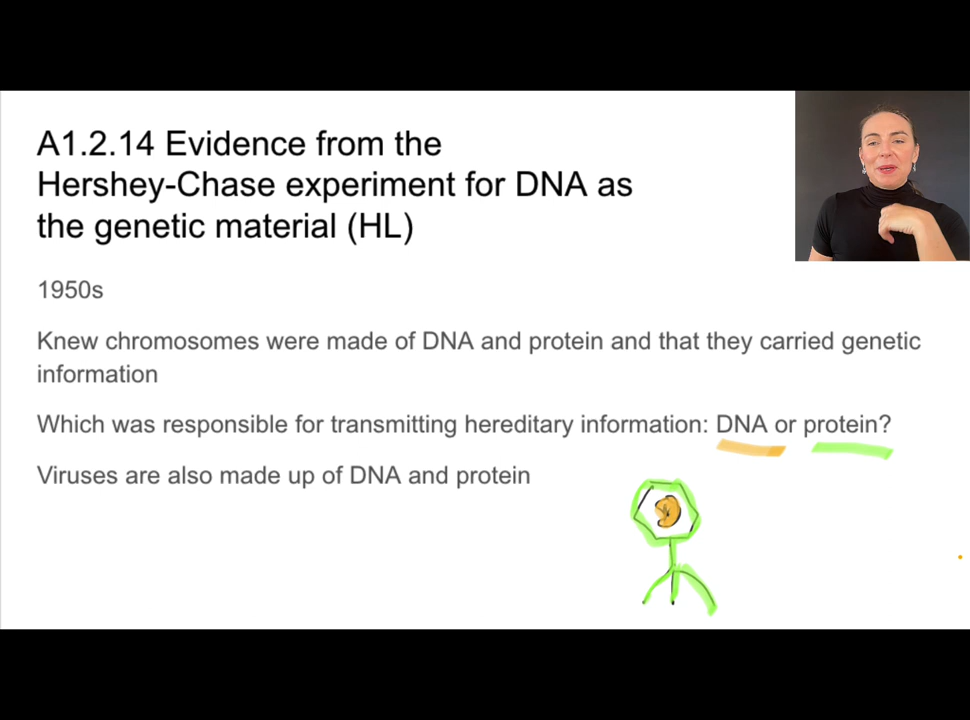 A1.2.14 Evidence from the
Hershey-Chase experiment for DNA as
the genetic material (HL)
1950s
Knew chromosomes were made of DNA and protein and that they carried genetic
information
Which was responsible for transmitting hereditary information: DNA or protein?
Viruses are also made up of DNA and protein